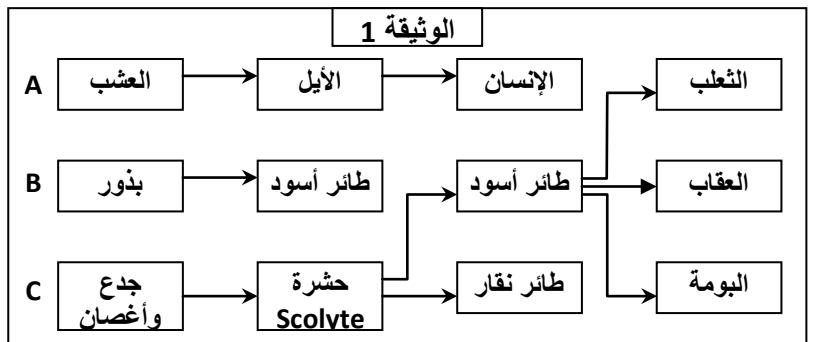 الوثيقة 1
A العشب الأيل الإنسان الثعلب
B بذور طائر أسود طائر أسود العقاب
C جدع وأغصان حشرة Scolyte طائر نقار البومة